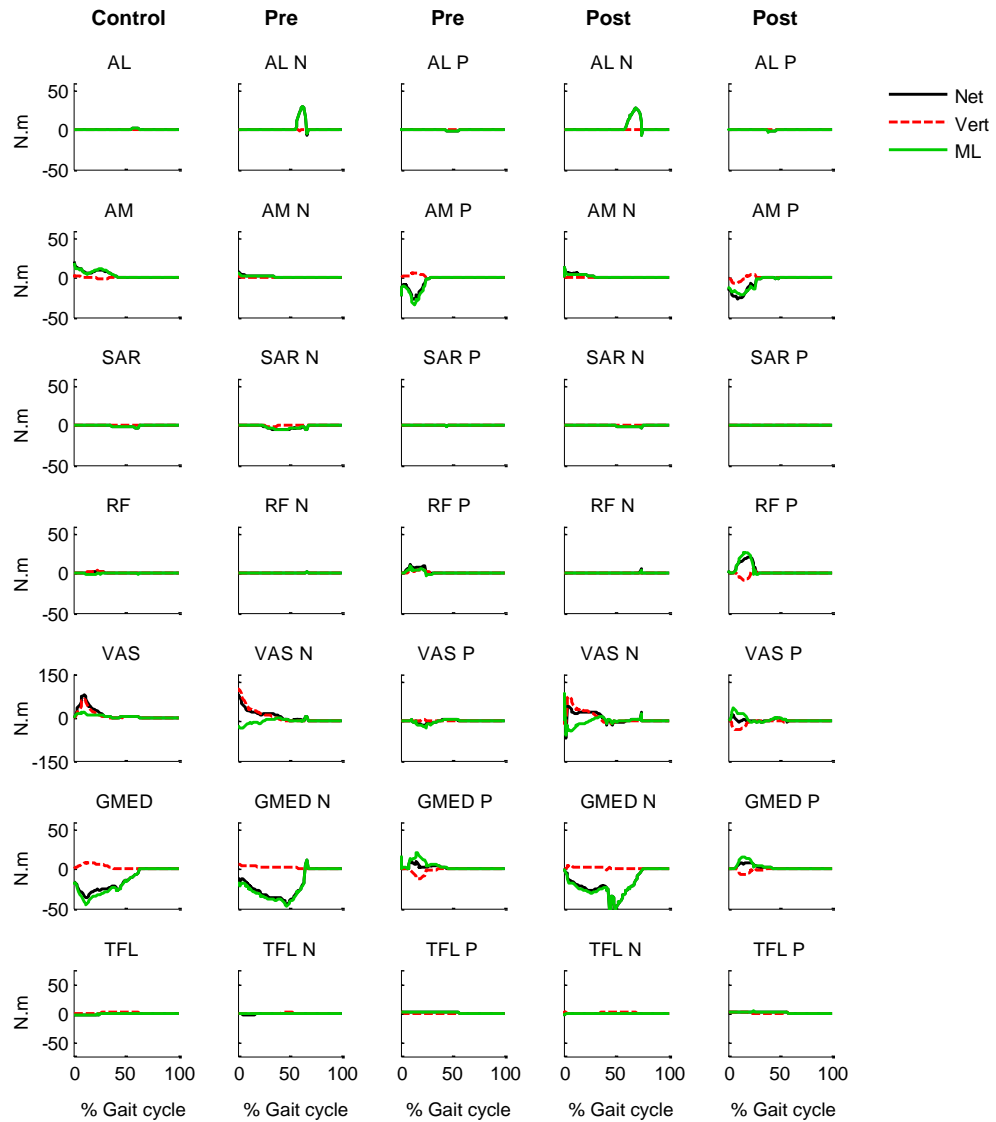 Control Pre Pre Post Post
AL AL N AL P AL N AL P
50
0
-50
N.m
Net
Vert
ML
AM AM N AM P AM N AM P
50
0
-50
N.m
SAR SAR N SAR P SAR N SAR P
50
0
-50
N.m
RF RF N RF P RF N RF P
50
0
-50
N.m
VAS VAS N VAS P VAS N VAS P
150
0
-150
N.m
GMED GMED N GMED P GMED N GMED P
50
0
-50
N.m
TFL TFL N TFL P TFL N TFL P
50
0
-50
N.m
0 50 100 0 50 100 0 50 100 0 50 100 0 50 100
% Gait cycle % Gait cycle % Gait cycle % Gait cycle % Gait cycle